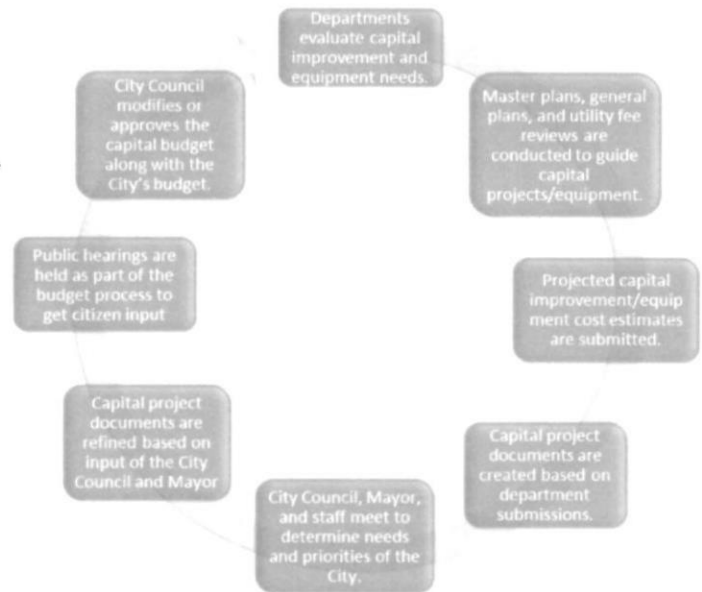 Departments
evaluate capital
improvement and
equipment needs.
Master plans, general
plans, and utility fee
reviews are
conducted to guide
capital
projects/equipment.
Projected capital
improvement/equip
ment cost estimates
are submitted.
Capital project
documents are
created based on
department
submissions.
City Council, Mayor,
and staff meet to
determine needs
and priorities of the
City.
Capital project
documents are
refined based on
input of the City
Council and Mayor
Public hearings are
held as part of the
budget process to
get citizen input
City Council
modifies or
approves the
capital budget
along with the
City's budget.